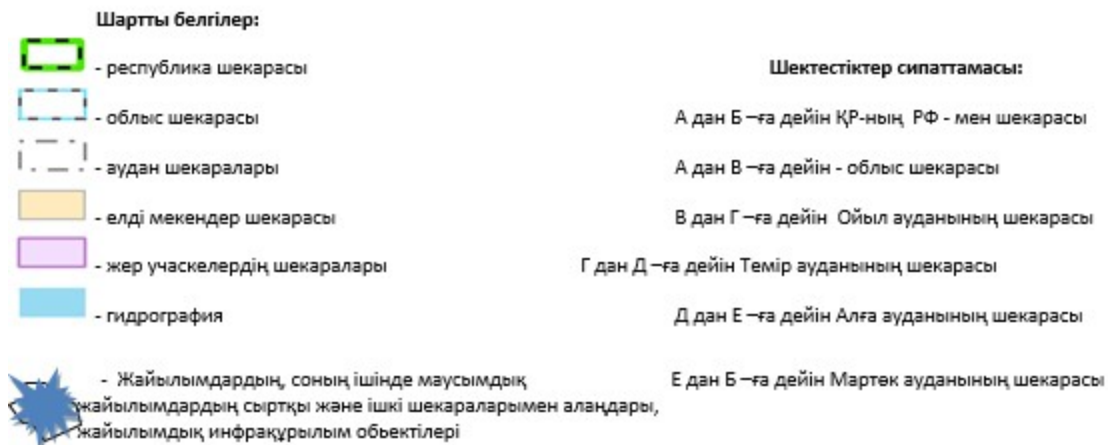 Шартты белгілер:
- республика шекарасы
- облыс шекарасы
- аудан шекаралары
- елді мекендер шекарасы
- жер учаскелердің шекаралары
- гидрография
- Жайылымдардың, соның ішінде маусымдық
жайылымдардың сыртқы және ішкі шекараларымен алаңдары,
жайылымдық инфрақұрылым обьектілері
Шектестіктер сипаттамасы:
А дан Б –ға дейін ҚР-ның РФ - мен шекарасы
А дан В –ға дейін - облыс шекарасы
В дан Г –ға дейін Ойыл ауданының шекарасы
Г дан Д –ға дейін Темір ауданының шекарасы
Д дан Е –ға дейін Алға ауданының шекарасы
Е дан Б –ға дейін Мартөк ауданының шекарасы